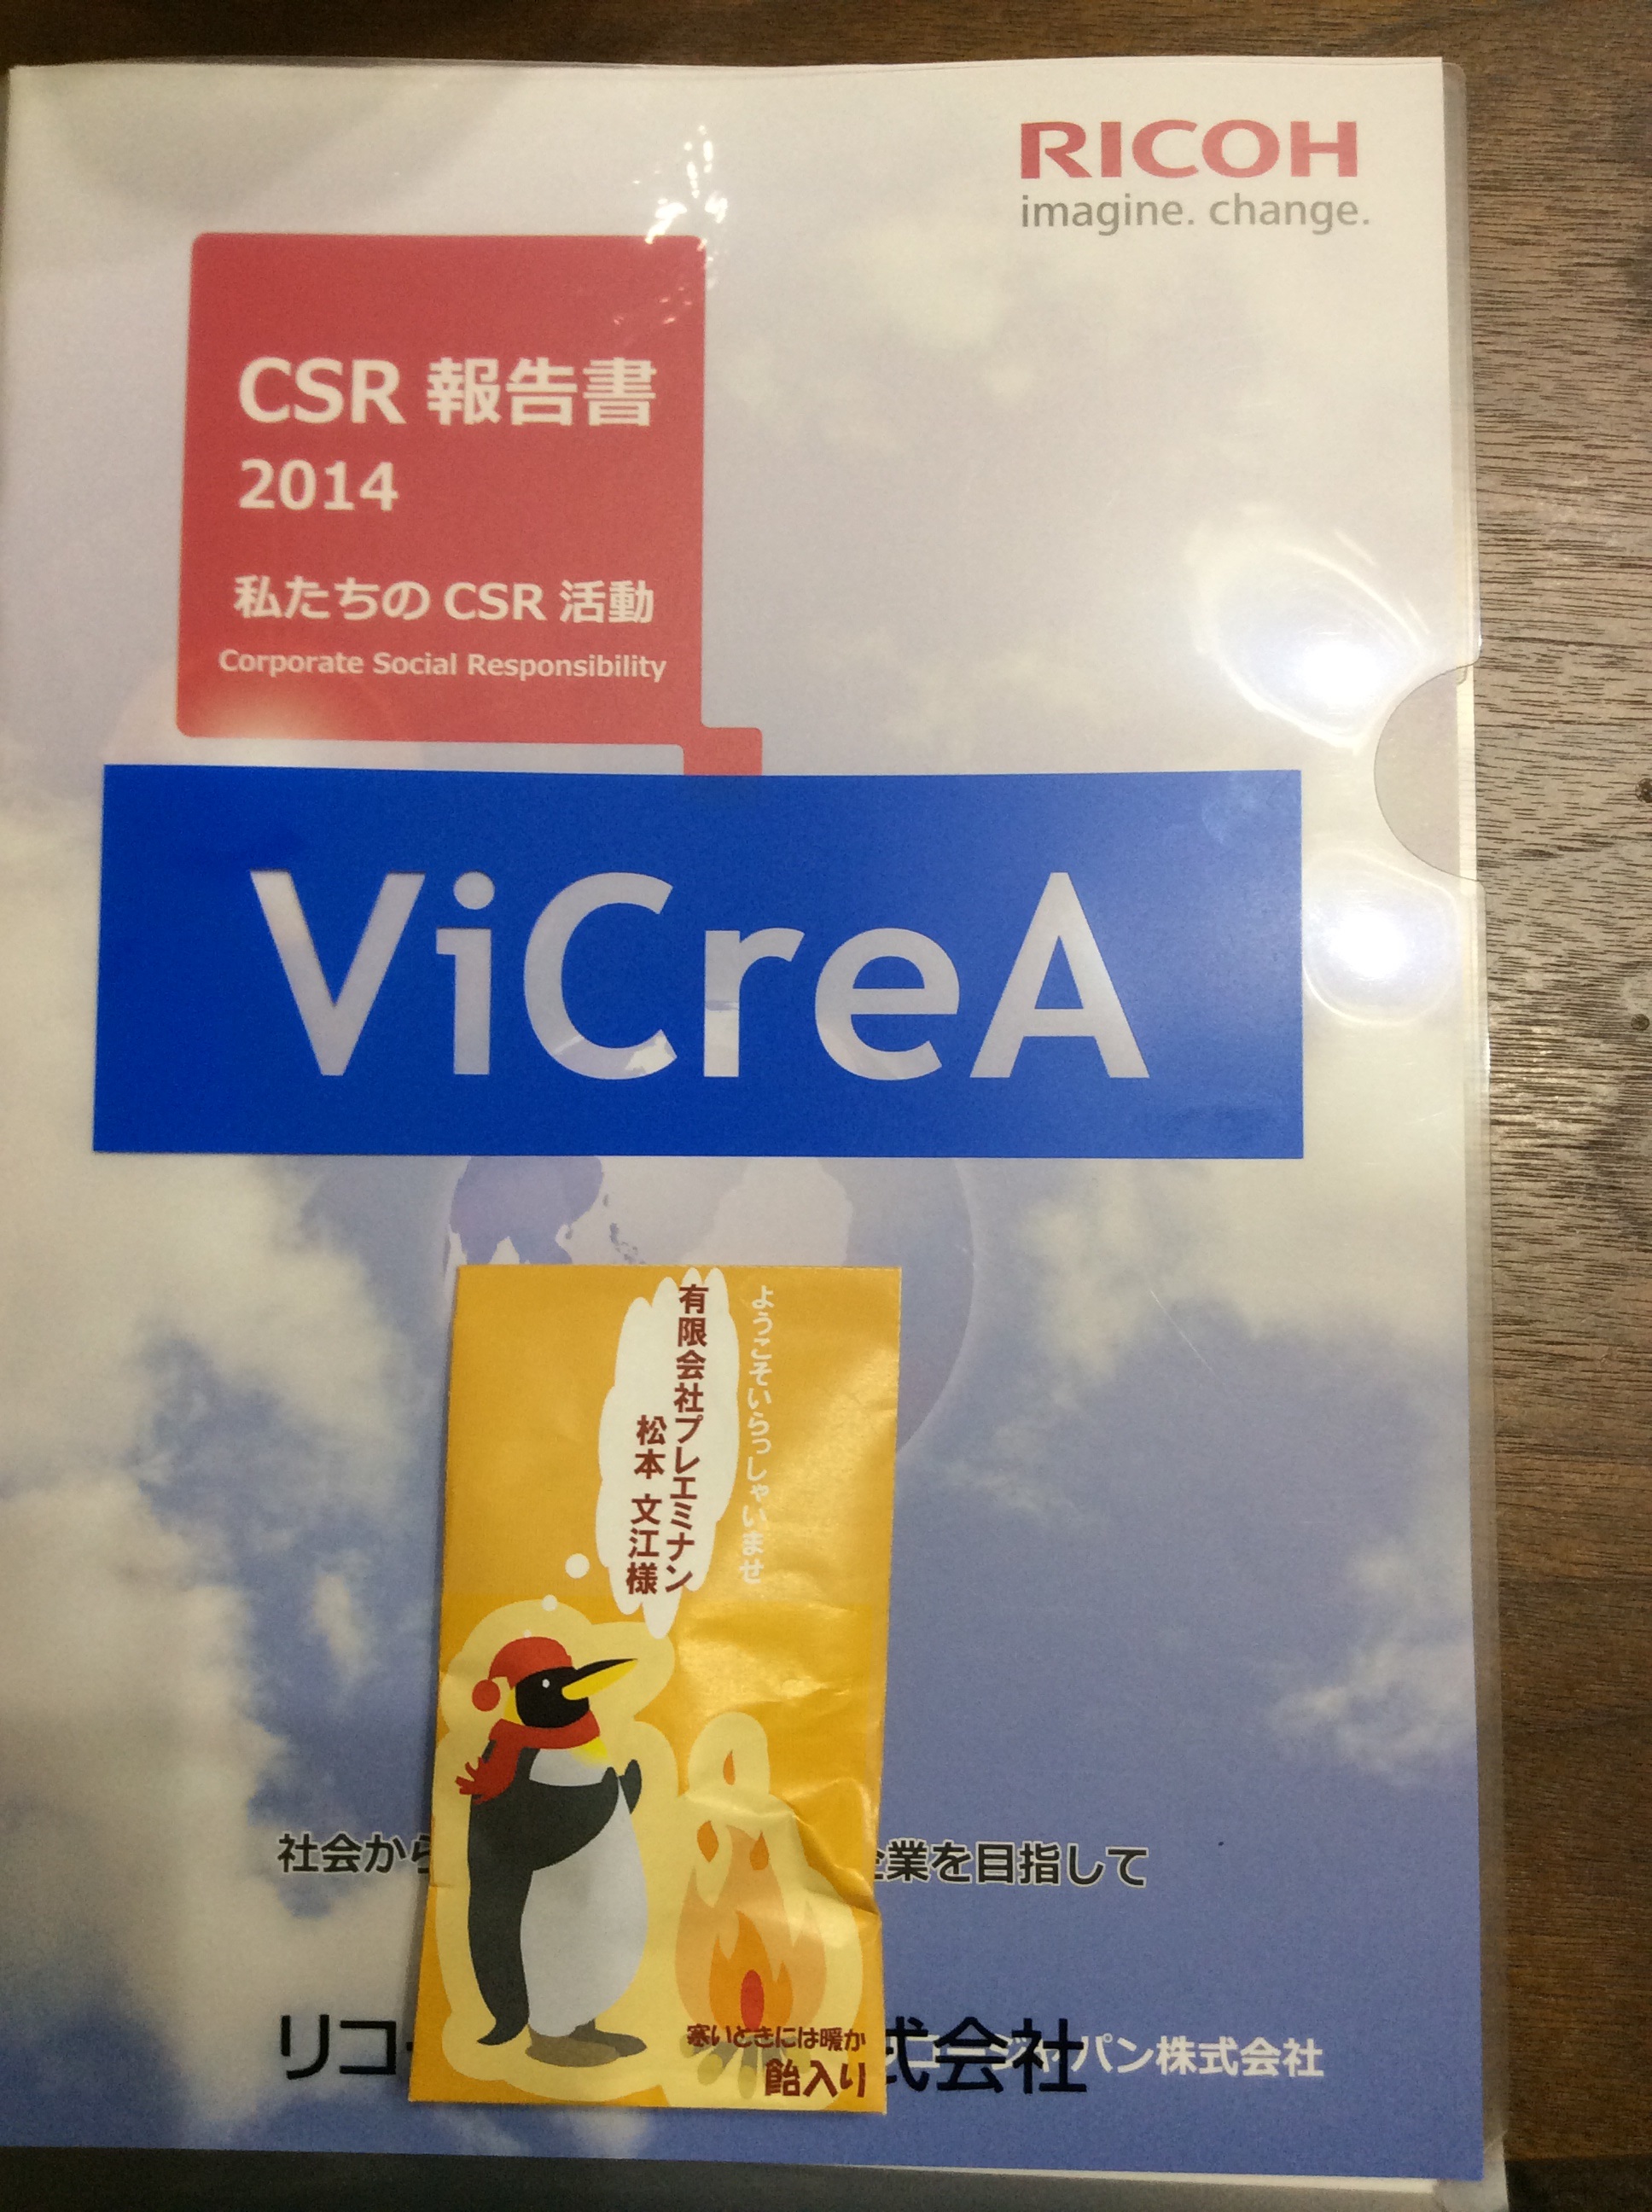 RICOH
imagine. change.
CSR 報告書
2014
私たちの CSR 活動
Corporate Social Responsibility
ViCreA
ようこそいらっしゃいませ
有限会社プレエミナン
松本 文江様
社会から
企業を目指して
寒いときには暖か
飴入り
リコー
式会社
コージャパン株式会社